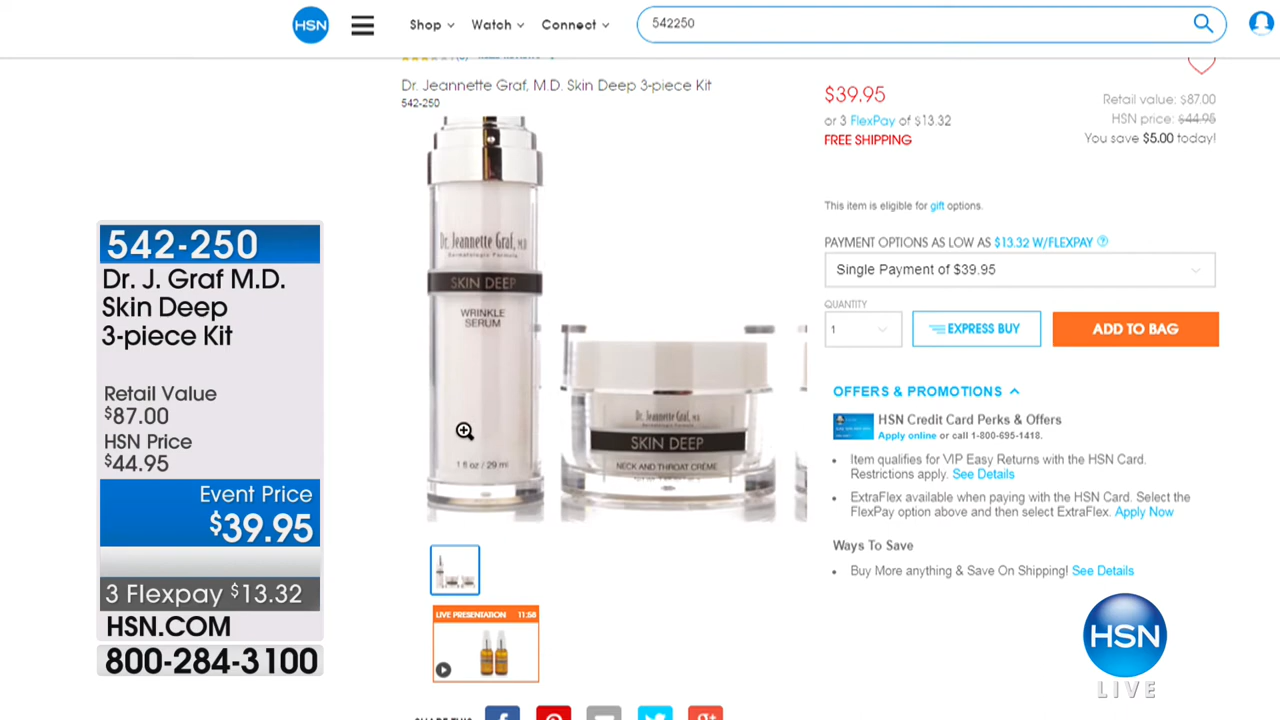 HSN
Shop
Watch
Connect
542250
Dr. Jeannette Graf, M.D. Skin Deep 3-piece Kit
542-250
$39.95
or 3 FlexPay of $13.32
FREE SHIPPING
Retail value: $87.00
HSN price: $44.95
You save $5.00 today!
This item is eligible for gift options.
PAYMENT OPTIONS AS LOW AS $13.32 W/FLEXPAY ?
Single Payment of $39.95
QUANTITY
1
EXPRESS BUY
ADD TO BAG
OFFERS & PROMOTIONS
HSN Credit Card Perks & Offers
Apply online or call 1-800-695-1418.
• Item qualifies for VIP Easy Returns with the HSN Card.
Restrictions apply. See Details
• ExtraFlex available when paying with the HSN Card. Select the
FlexPay option above and then select ExtraFlex. Apply Now
Ways To Save
• Buy More anything & Save On Shipping! See Details
Dr. Jeannette Graf, M.D.
Dermatologic Formula
SKIN DEEP
WRINKLE
SERUM
1 fl oz / 29 ml
Dr. Jeannette Graf, M.D.
SKIN DEEP
NECK AND THROAT CRÈME
LIVE PRESENTATION 11:58
SHARE THIS
542-250
Dr. J. Graf M.D.
Skin Deep
3-piece Kit
Retail Value
$87.00
HSN Price
$44.95
Event Price
$39.95
3 Flexpay $13.32
HSN.COM
800-284-3100
HSN
LIVE